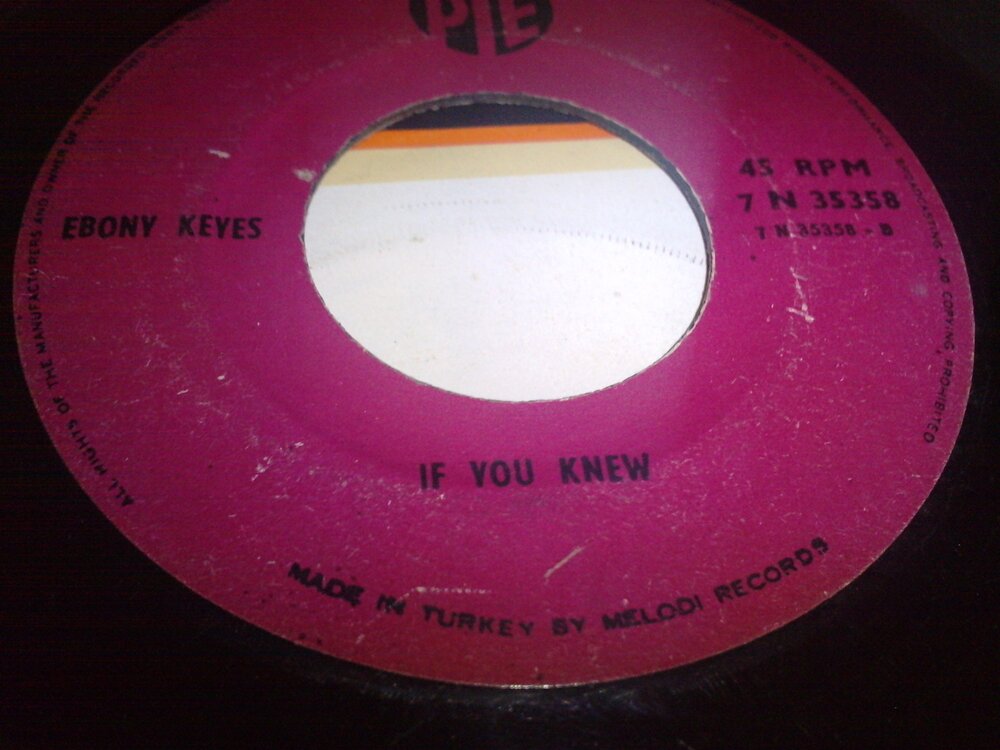 PYE
EBONY KEYES
45 RPM
7 N 35358
7 N 35358 - B
IF YOU KNEW
MADE IN TURKEY BY MELODI RECORDS
ALL RIGHTS OF THE MANUFACTURERS AND OWNER OF THE RECORDED
BROADCASTING AND COPYING PROHIBITED